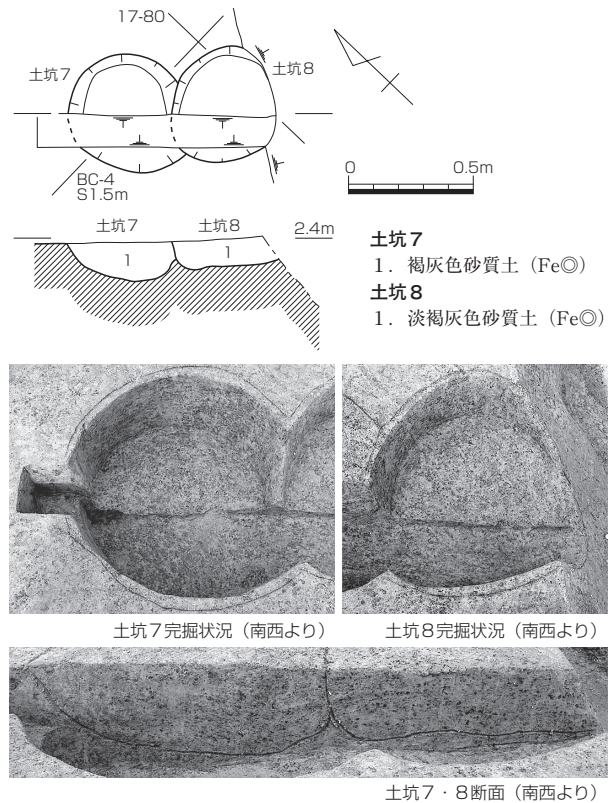 17-80
土坑7
土坑8
BC-4
S1.5m
0 0.5m
土坑7 土坑8 2.4m
1 1
土坑7
1．褐灰色砂質土（Fe◎）
土坑8
1．淡褐灰色砂質土（Fe◎）
土坑7完掘状況（南西より）
土坑8完掘状況（南西より）
土坑7・8断面（南西より）